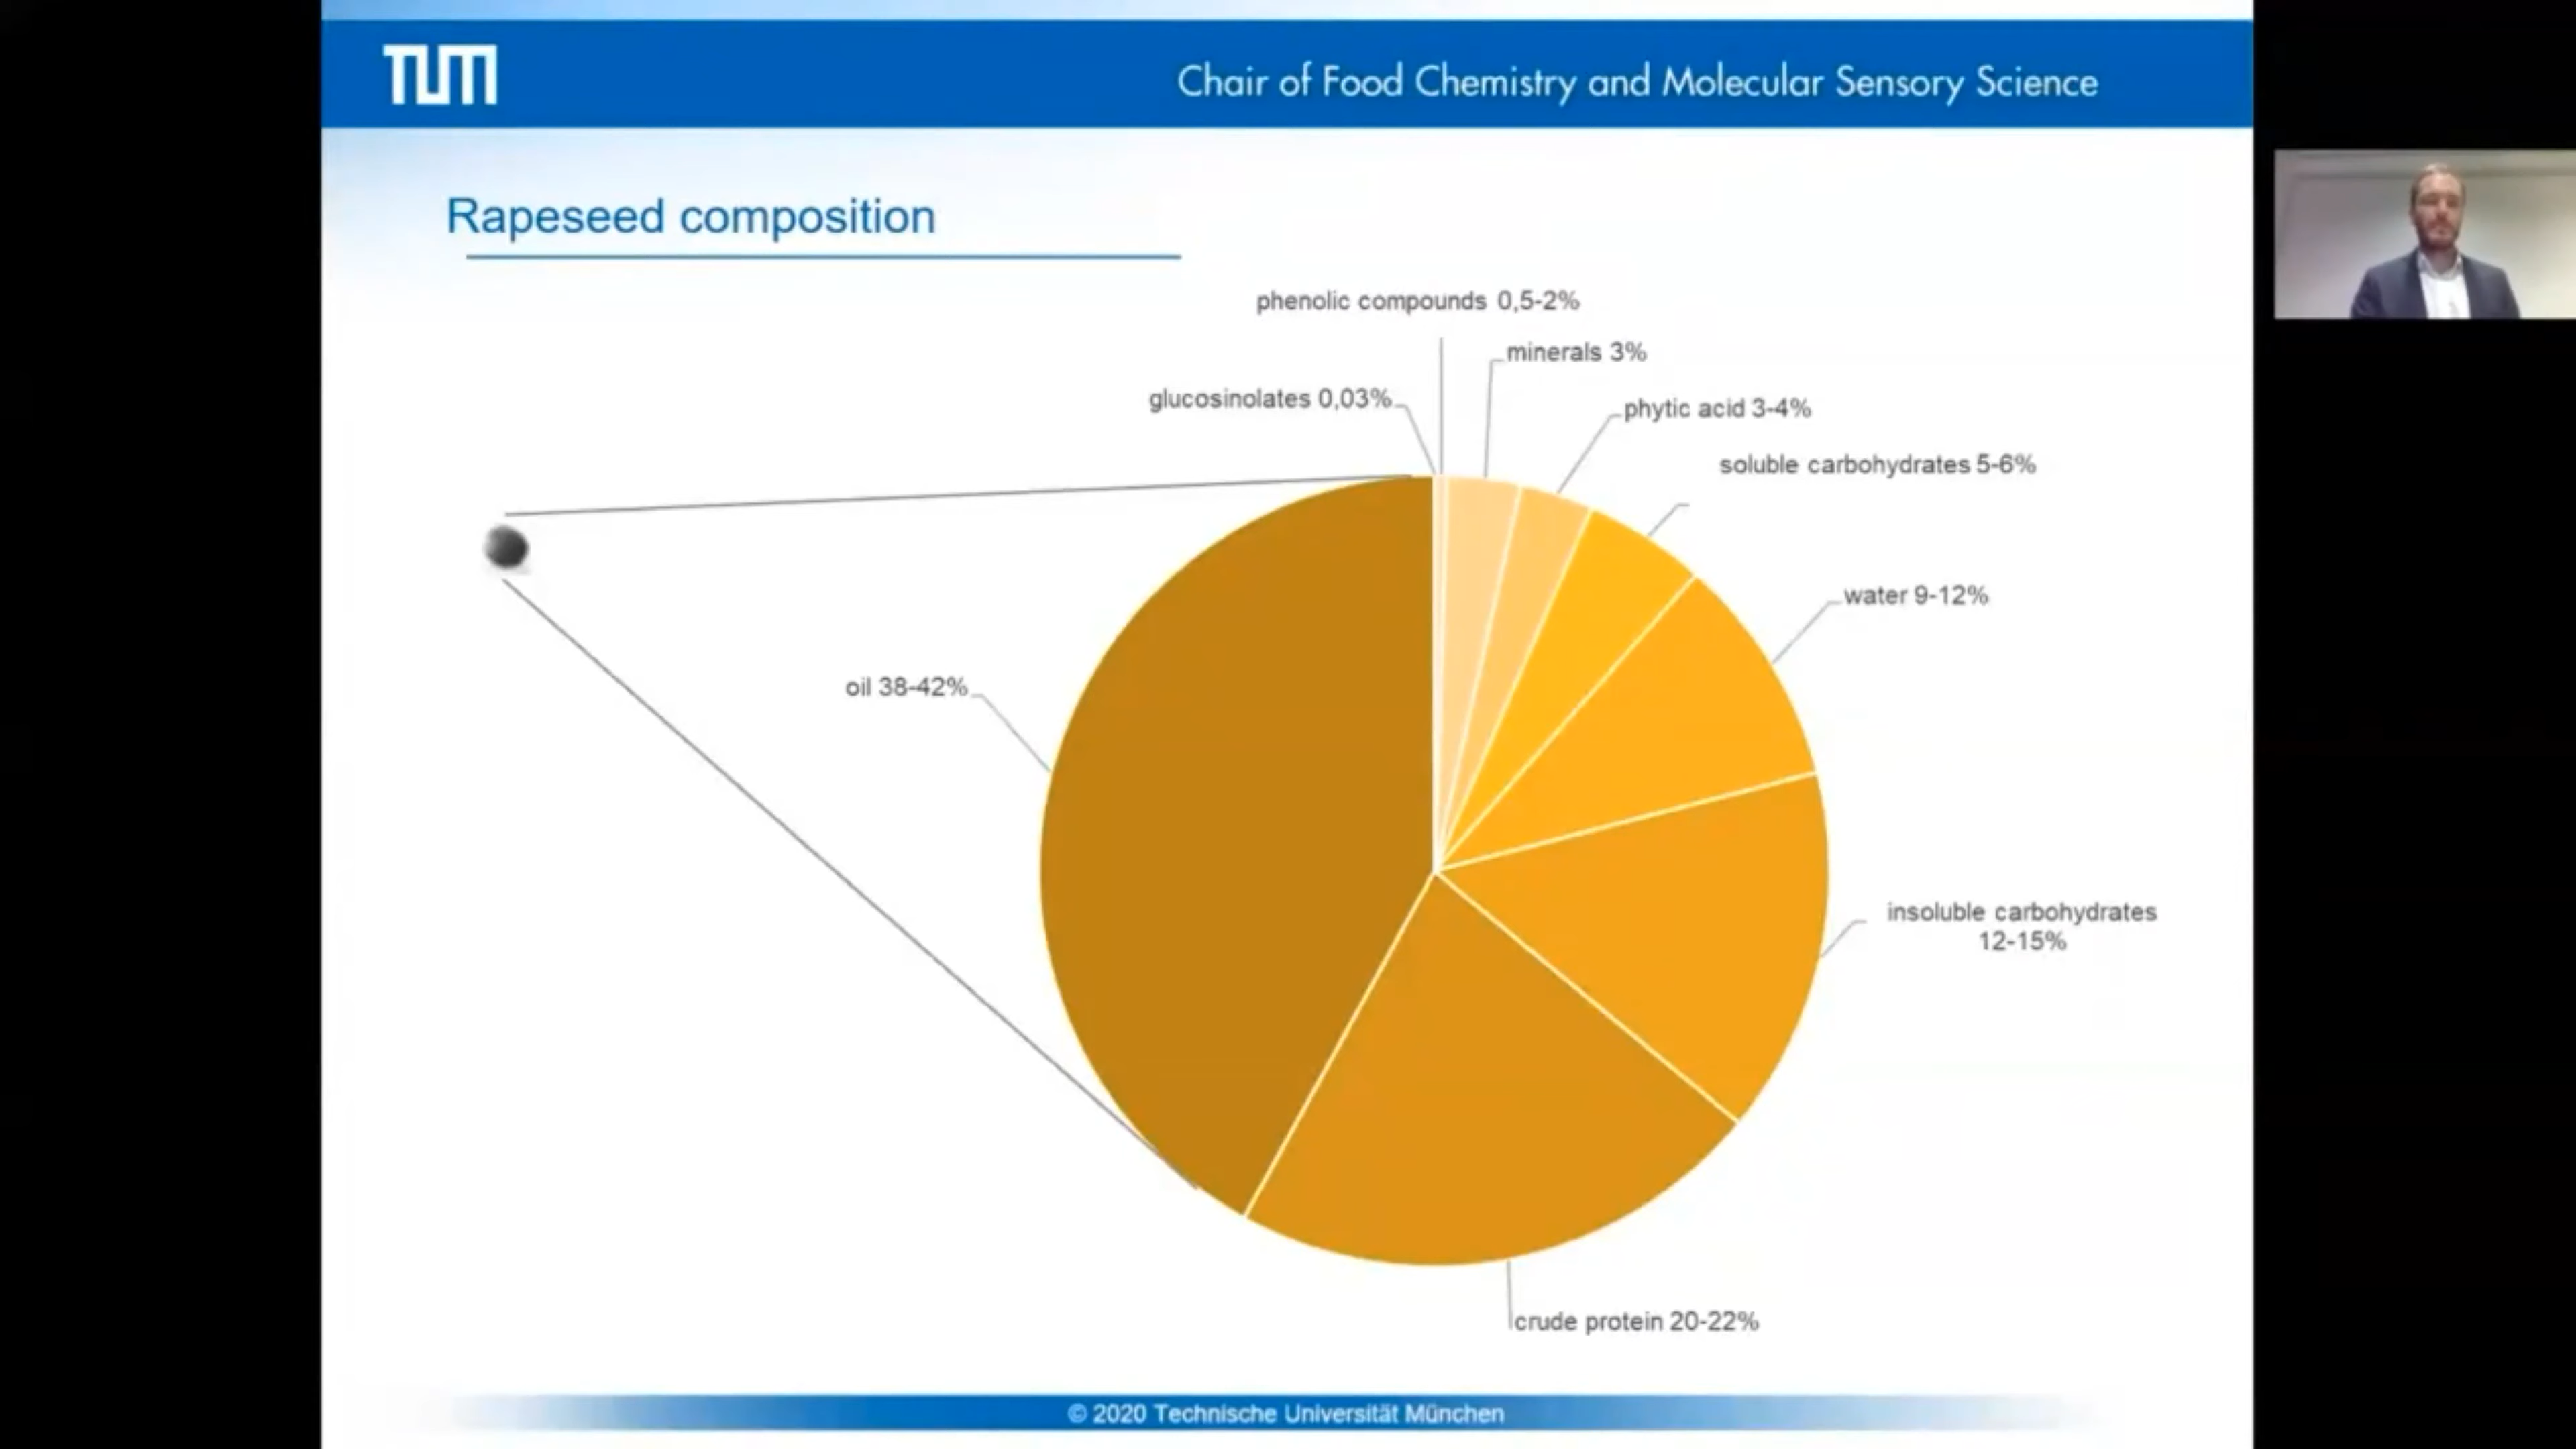 TUM
Chair of Food Chemistry and Molecular Sensory Science
Rapeseed composition
phenolic compounds 0,5-2%
minerals 3%
glucosinolates 0,03%
phytic acid 3-4%
soluble carbohydrates 5-6%
water 9-12%
oil 38-42%
insoluble carbohydrates
12-15%
crude protein 20-22%
© 2020 Technische Universität München